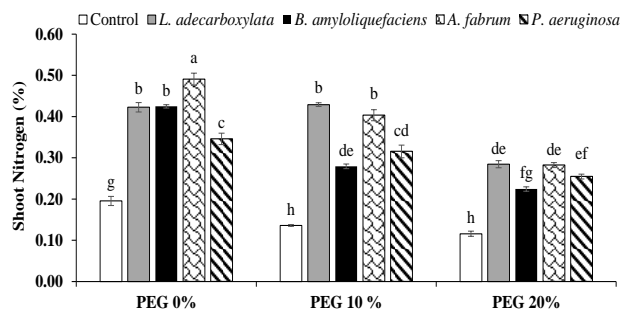 Control L. adecarboxylata B. amyloliquefaciens A. fabrum P. aeruginosa
Shoot Nitrogen (%)
0.60
0.50
0.40
0.30
0.20
0.10
0.00
g b b a c
h b de b cd
h de fg de ef
PEG 0% PEG 10 % PEG 20%